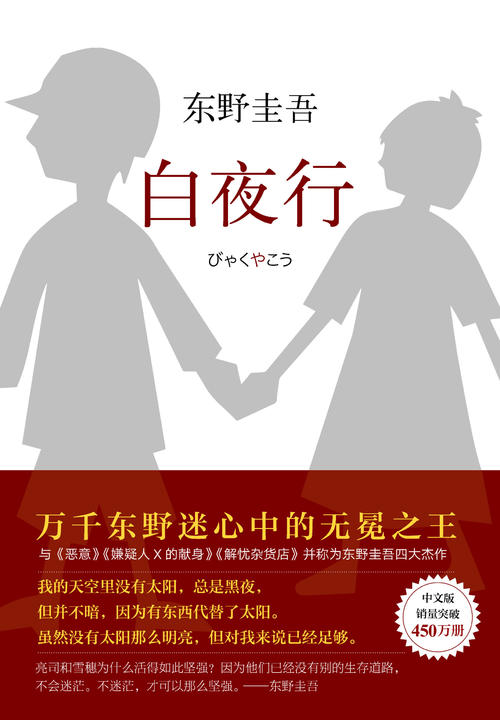 东野圭吾
白夜行
びゃくやこう
万千东野迷心中的无冕之王
与《恶意》《嫌疑人X的献身》《解忧杂货店》并称为东野圭吾四大杰作
我的天空里没有太阳，总是黑夜，
但并不暗，因为有东西代替了太阳。
虽然没有太阳那么明亮，但对我来说已经足够。
中文版
销量突破
450万册
亮司和雪穗为什么活得如此坚强？因为他们已经没有别的生存道路，
不会迷茫。不迷茫，才可以那么坚强。——东野圭吾